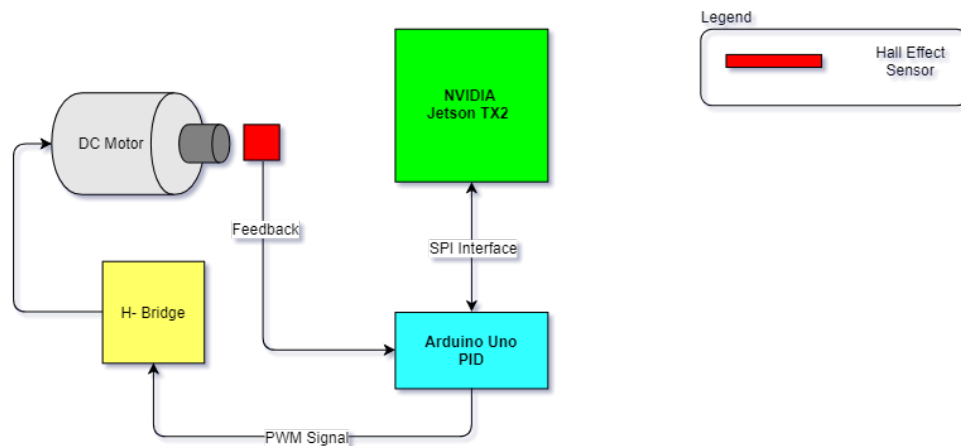 Legend
Hall Effect
Sensor
NVIDIA
Jetson TX2
DC Motor
Feedback
SPI Interface
H- Bridge
Arduino Uno
PID
PWM Signal